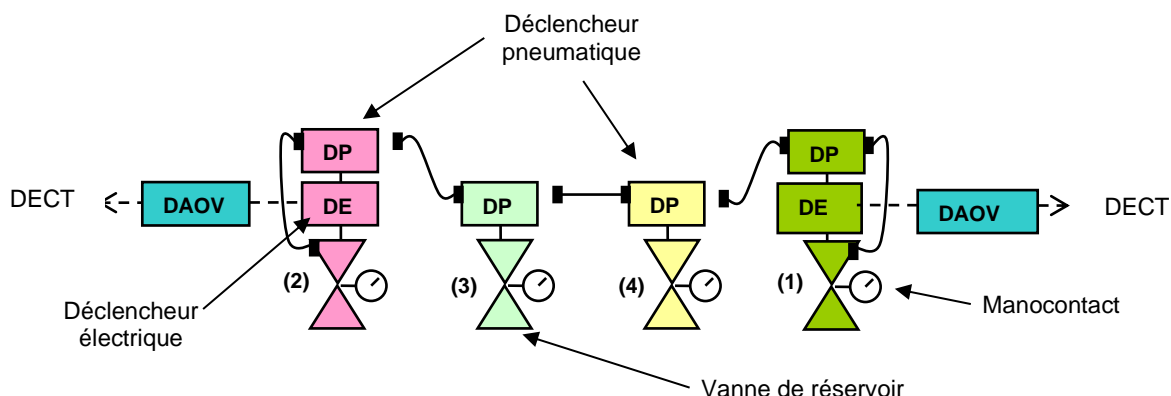 Déclencheur
pneumatique
DP
DP
DECT
DAOV
DE
DP
DP
DE
DAOV
DECT
(2)
(3)
(4)
(1)
Déclencheur
électrique
Manocontact
Vanne de réservoir